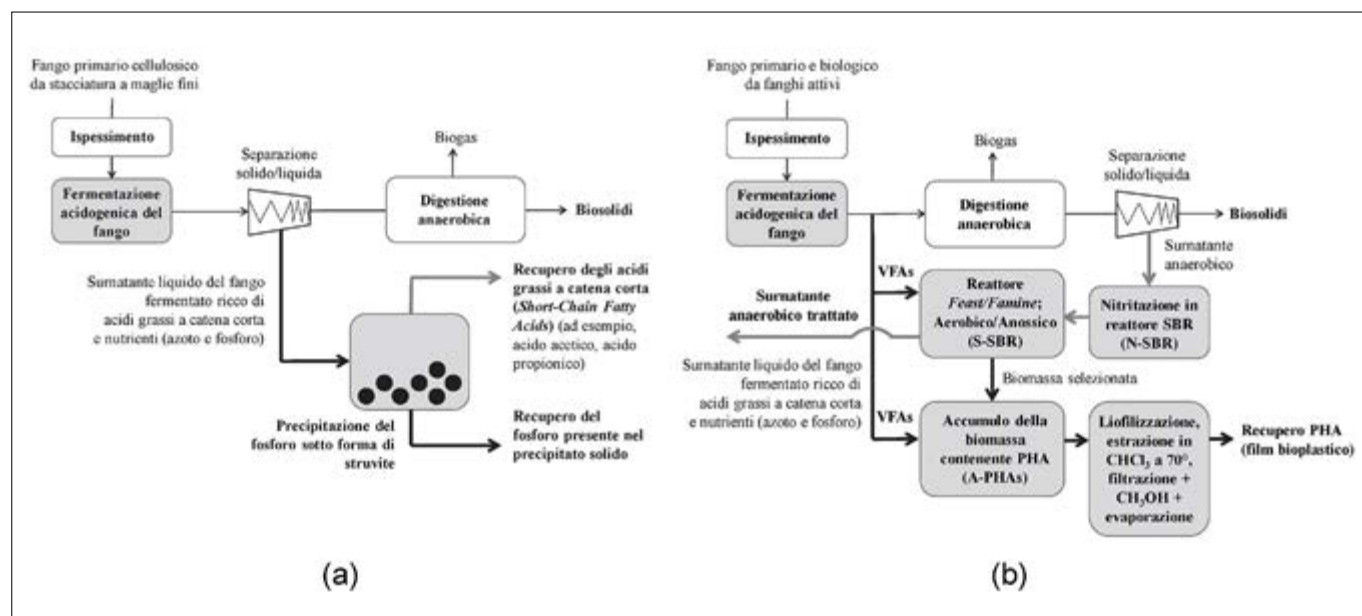 Fango primario cellulosico
da stacciatura a maglie fini
Ispessimento
Fermentazione
acidogenica del
fango
Separazione
solido/liquida
Biogas
Digestione
anaerobica
Biosolidi
Surnatante liquido del fango
fermentato ricco di
acidi grassi a catena corta
e nutrienti (azoto e fosforo)
Recupero degli acidi
grassi a catena corta
(Short-Chain Fatty
Acids) (ad esempio,
acido acetico, acido
propionico)
Precipitazione del
fosforo sotto forma di
struvite
Recupero del
fosforo presente nel
precipitato solido
(a)
Fango primario e biologico
da fanghi attivi
Ispessimento
Fermentazione
acidogenica del
fango
Biogas
Digestione
anaerobica
Separazione
solido/liquida
Biosolidi
Surnatante
anaerobico
VFAs
Reattore
Feast/Famine;
Aerobico/Anossico
(S-SBR)
Nitritazione in
reattore SBR
(N-SBR)
Surnatante
anaerobico trattato
Surnatante liquido del fango
fermentato ricco di
acidi grassi a catena corta
e nutrienti (azoto e fosforo)
Biomassa selezionata
VFAs
Accumulo della
biomassa
contenente PHA
(A-PHAs)
Liofilizzazione,
estrazione in
CHCl₃ a 70°,
filtrazione +
CH₃OH +
evaporazione
Recupero PHA
(film bioplastico)
(b)